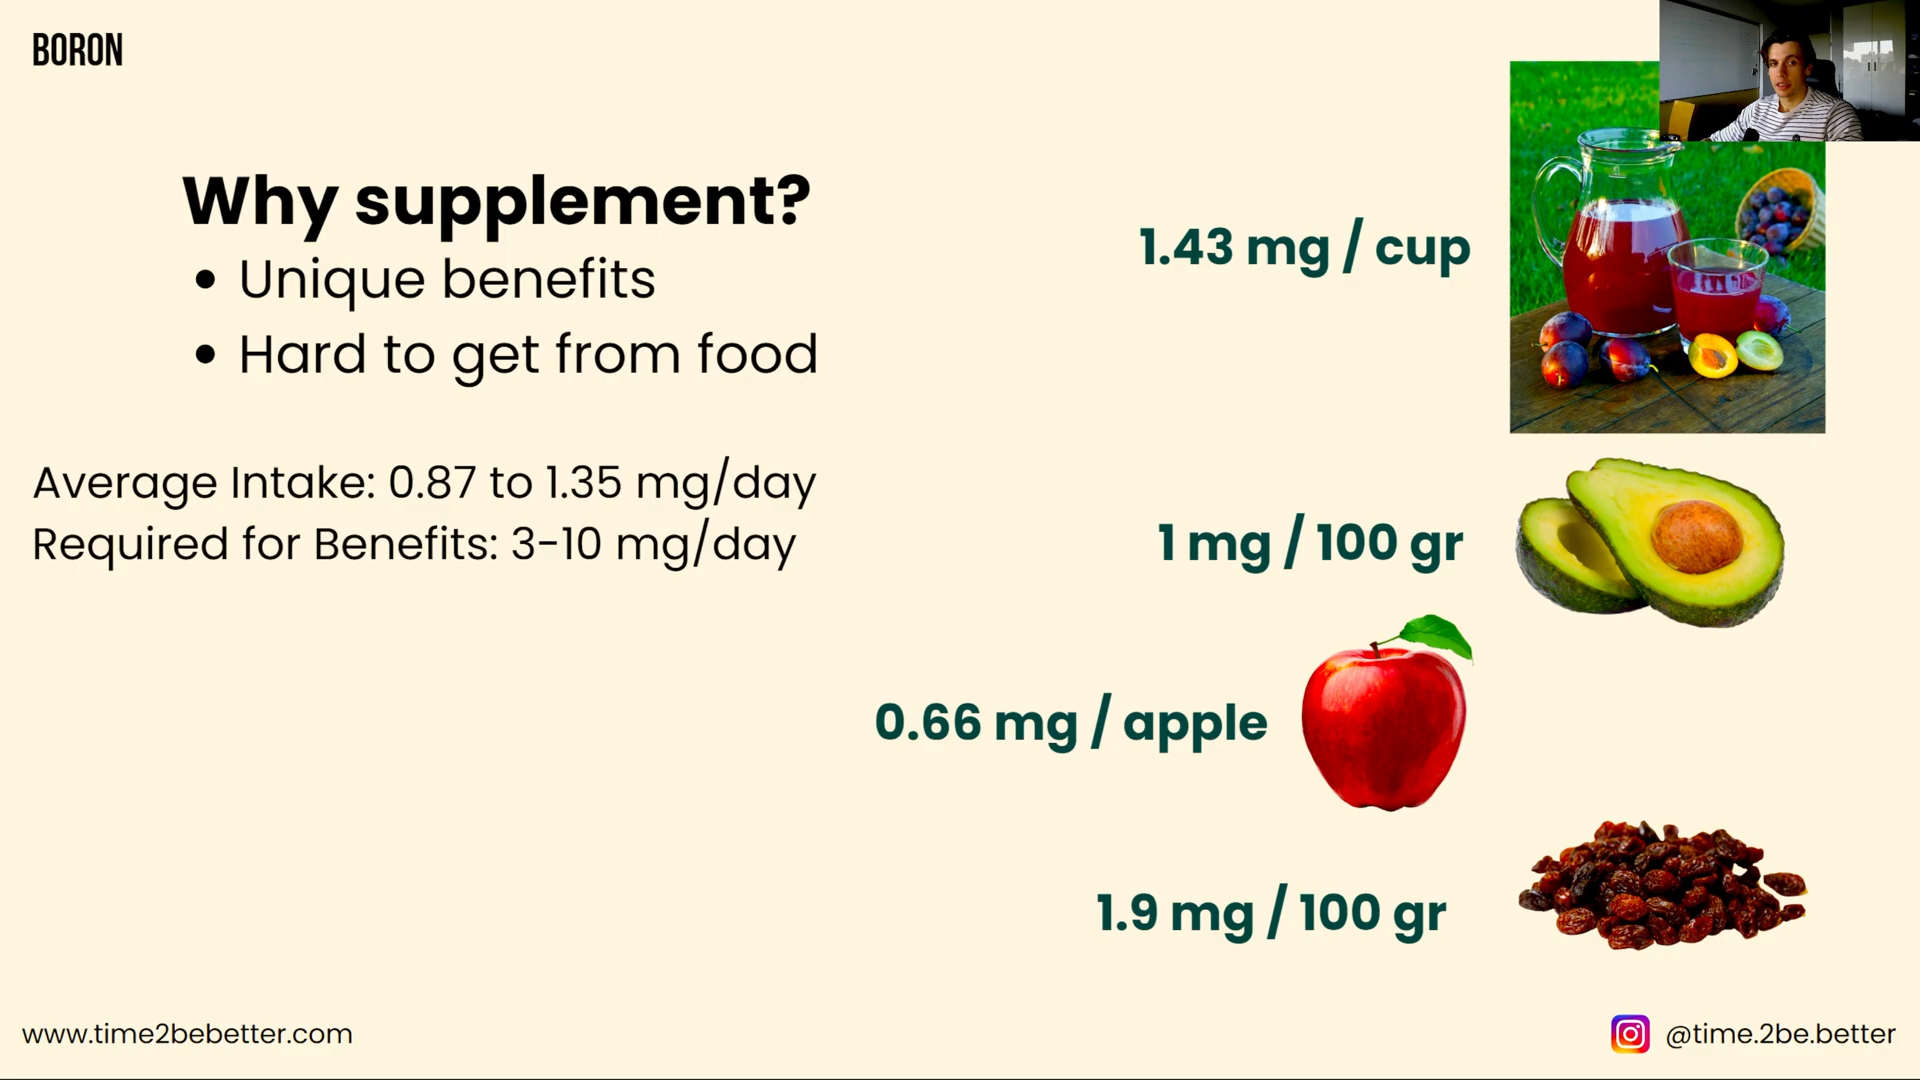 BORON
Why supplement?
• Unique benefits
• Hard to get from food
Average Intake: 0.87 to 1.35 mg/day
Required for Benefits: 3-10 mg/day
1.43 mg / cup
1 mg / 100 gr
0.66 mg / apple
1.9 mg / 100 gr
www.time2bebetter.com
@time.2be.better